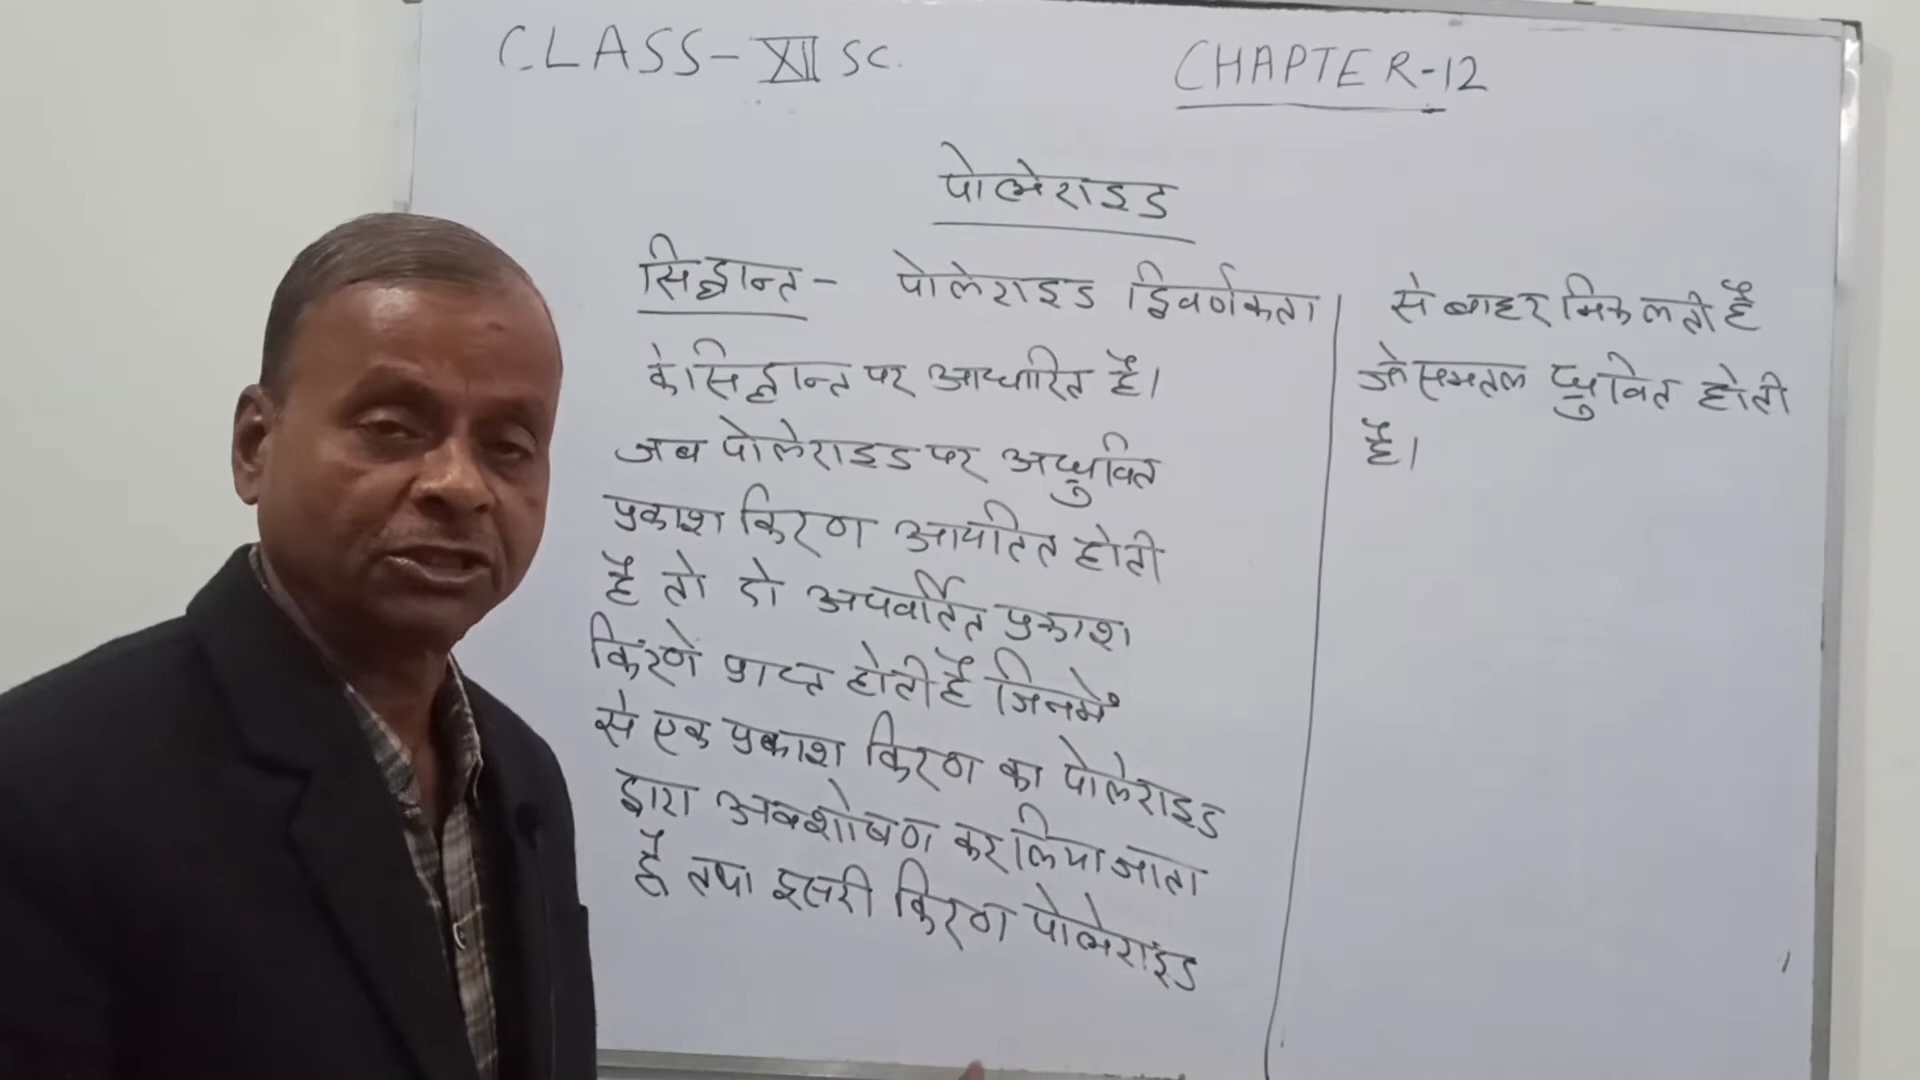 CLASS-XII SC.
CHAPTER-12
पोलेराइड
सिद्धान्त - पोलेराइड द्विवर्णकता
के सिद्धान्त पर आधारित है।
जब पोलेराइड पर अध्रुवित
प्रकाश किरण आपतित होती
है तो दो अपवर्तित प्रकाश
किरणें प्राप्त होती हैं जिनमें
से एक प्रकाश किरण का पोलेराइड
द्वारा अवशोषण कर लिया जाता
है, तथा दूसरी किरण पोलेराइड
से बाहर निकलती है
जो समतल ध्रुवित होती
है।